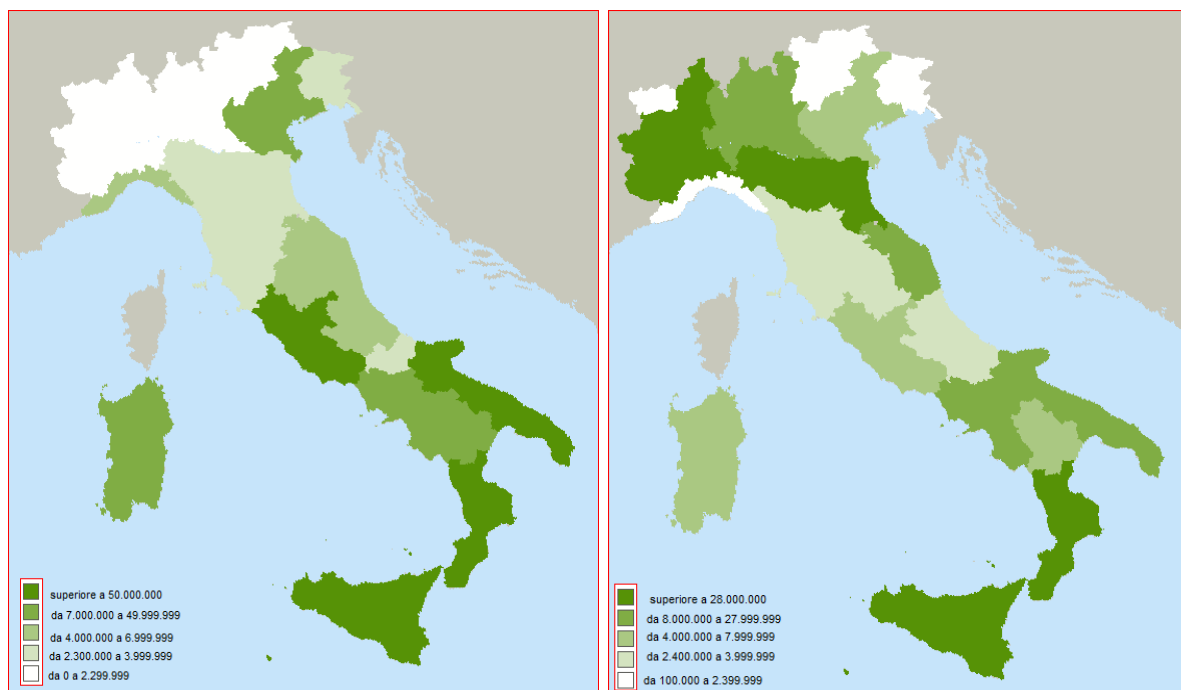 superiore a 50.000.000
da 7.000.000 a 49.999.999
da 4.000.000 a 6.999.999
da 2.300.000 a 3.999.999
da 0 a 2.299.999
superiore a 28.000.000
da 8.000.000 a 27.999.999
da 4.000.000 a 7.999.999
da 2.400.000 a 3.999.999
da 100.000 a 2.399.999